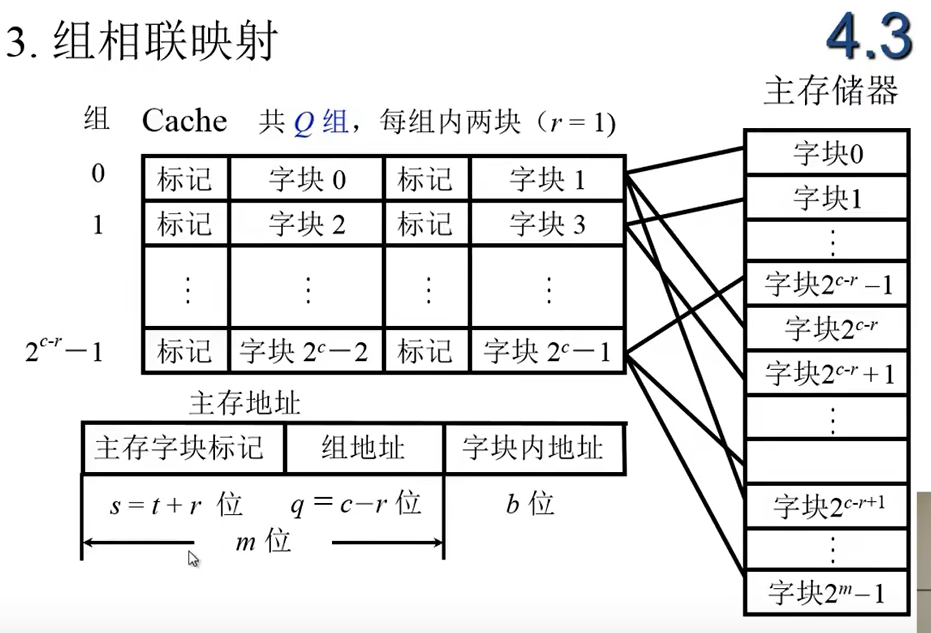 3. 组相联映射
4.3
主存储器
组 Cache 共 Q 组，每组内两块（r = 1)
0 标记 字块 0 标记 字块 1
1 标记 字块 2 标记 字块 3
⋮ ⋮ ⋮ ⋮
2^{c-r}－1 标记 字块 2^c－2 标记 字块 2^c－1
字块0
字块1
⋮
字块2^{c-r} –1
字块2^{c-r}
字块2^{c-r} + 1
⋮
字块2^{c-r+1}
⋮
字块2^m–1
主存地址
主存字块标记 组地址 字块内地址
s = t + r 位 q ＝ c–r 位 b 位
m 位